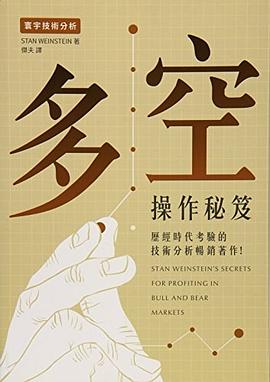 寰宇技術分析
STAN WEINSTEIN 著
傑夫 譯
多空
操作秘笈
歷經時代考驗的
技術分析暢銷著作!
STAN WEINSTEIN'S SECRETS
FOR PROFITING IN
BULL AND BEAR
MARKETS